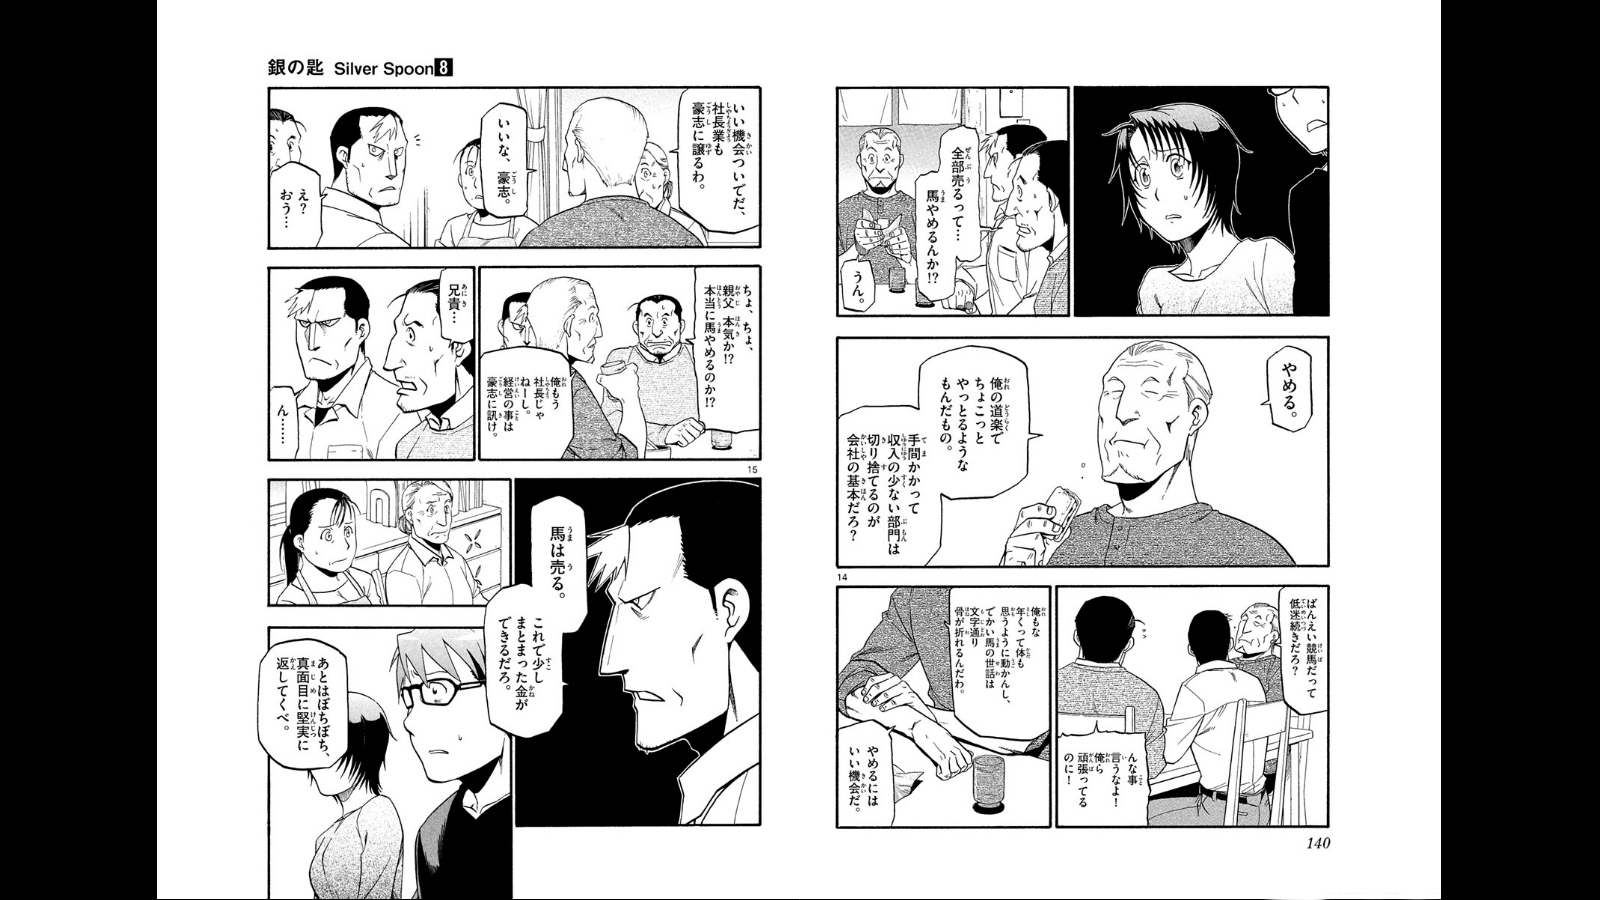 全部売るって…
馬やめるんか!?
うん。
やめる。
俺の道楽で
ちょこっと
やっとるような
もんだもの。
手間かかって
収入の少ない部門は
切り捨てるのが
会社の基本だろ？
14
ばんえい競馬だって
低迷続きだろ？
んな事
言うなよ！
俺ら
頑張ってる
のに！
俺もな
年くって体も
思うように動かんし、
でかい馬の世話は
文字通り
骨が折れるんだわ。
やめるには
いい機会だ。
140
銀の匙 Silver Spoon 8
いい機会ついでだ、
社長業も
豪志に譲るわ。
いいな、豪志。
え？
おう…
ちょ、ちょ、
親父 本気か!?
本当に馬やめるのか!?
俺もう
社長じゃ
ねーし。
経営の事は
豪志に訊け。
兄貴…
ん……
15
馬は売る。
これで少し
まとまった金が
できるだろ。
あとはぼちぼち、
真面目に堅実に
返してくべ。